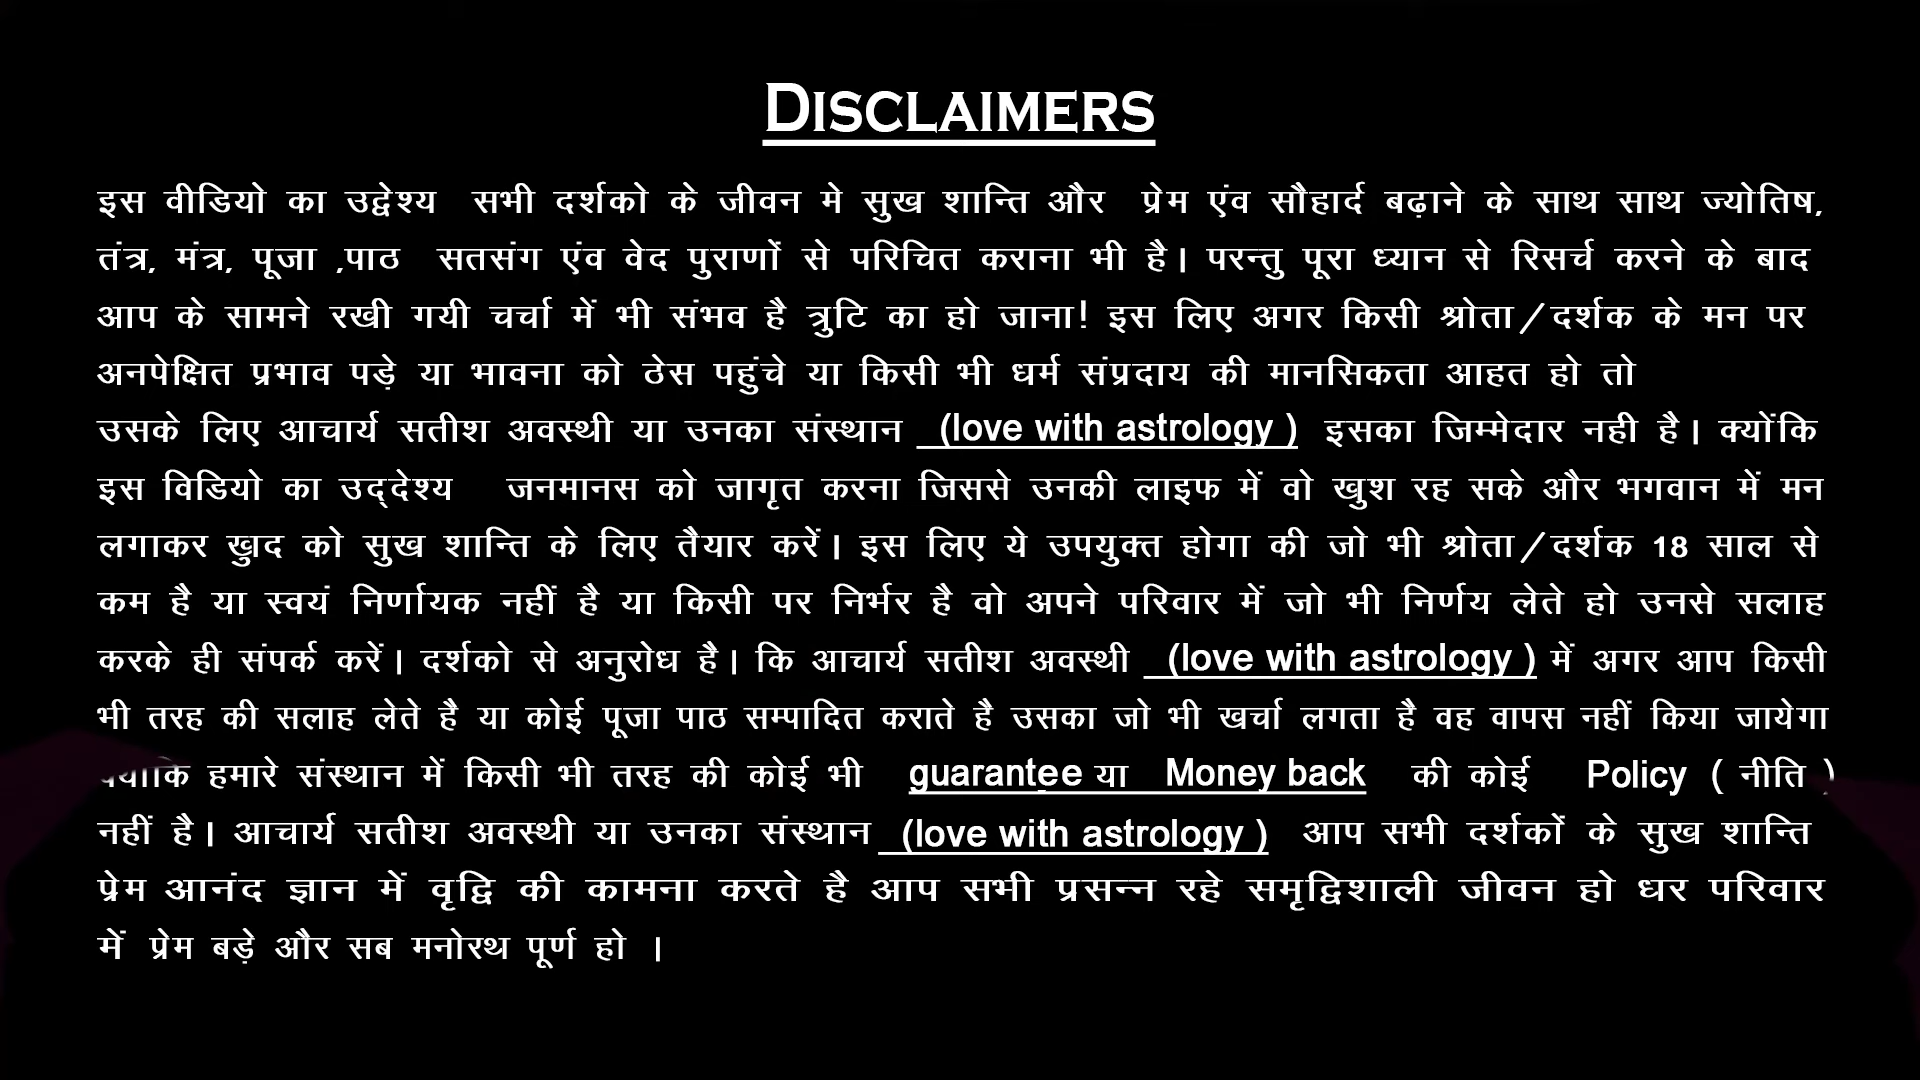 DISCLAIMERS
इस वीडियो का उद्वेश्य सभी दर्शको के जीवन मे सुख शान्ति और प्रेम एंव सौहार्द बढ़ाने के साथ साथ ज्योतिष,
तंत्र, मंत्र, पूजा ,पाठ सतसंग एंव वेद पुराणों से परिचित कराना भी है। परन्तु पूरा ध्यान से रिसर्च करने के बाद
आप के सामने रखी गयी चर्चा में भी संभव है त्रुटि का हो जाना! इस लिए अगर किसी श्रोता/दर्शक के मन पर
अनपेक्षित प्रभाव पड़े या भावना को ठेस पहुंचे या किसी भी धर्म संप्रदाय की मानसिकता आहत हो तो
उसके लिए आचार्य सतीश अवस्थी या उनका संस्थान (love with astrology ) इसका जिम्मेदार नही है। क्योंकि
इस विडियो का उद्देश्य जनमानस को जागृत करना जिससे उनकी लाइफ में वो खुश रह सके और भगवान में मन
लगाकर खुद को सुख शान्ति के लिए तैयार करें। इस लिए ये उपयुक्त होगा की जो भी श्रोता/दर्शक 18 साल से
कम है या स्वयं निर्णायक नहीं है या किसी पर निर्भर है वो अपने परिवार में जो भी निर्णय लेते हो उनसे सलाह
करके ही संपर्क करें। दर्शको से अनुरोध है। कि आचार्य सतीश अवस्थी (love with astrology ) में अगर आप किसी
भी तरह की सलाह लेते है या कोई पूजा पाठ सम्पादित कराते है उसका जो भी खर्चा लगता है वह वापस नहीं किया जायेगा
क्योंकि हमारे संस्थान में किसी भी तरह की कोई भी guarantee या Money back की कोई Policy ( नीति )
नहीं है। आचार्य सतीश अवस्थी या उनका संस्थान (love with astrology ) आप सभी दर्शकों के सुख शान्ति
प्रेम आनंद ज्ञान में वृद्वि की कामना करते है आप सभी प्रसन्न रहे समृद्विशाली जीवन हो धर परिवार
में प्रेम बड़े और सब मनोरथ पूर्ण हो ।